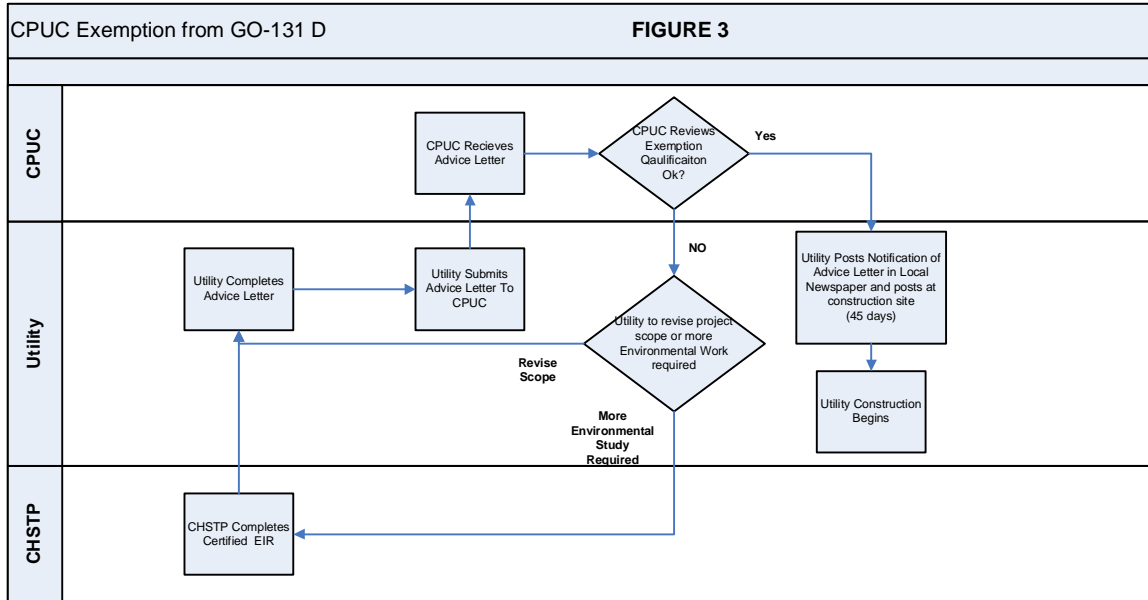 CPUC Exemption from GO-131 D
FIGURE 3
CPUC
CPUC Recieves
Advice Letter
CPUC Reviews
Exemption
Qaulificaiton
Ok?
Yes
NO
Utility
Utility Completes
Advice Letter
Utility Submits
Advice Letter To
CPUC
Utility to revise project
scope or more
Environmental Work
required
Revise
Scope
More
Environmental
Study
Required
Utility Posts Notification of
Advice Letter in Local
Newspaper and posts at
construction site
(45 days)
Utility Construction
Begins
CHSTP
CHSTP Completes
Certified EIR